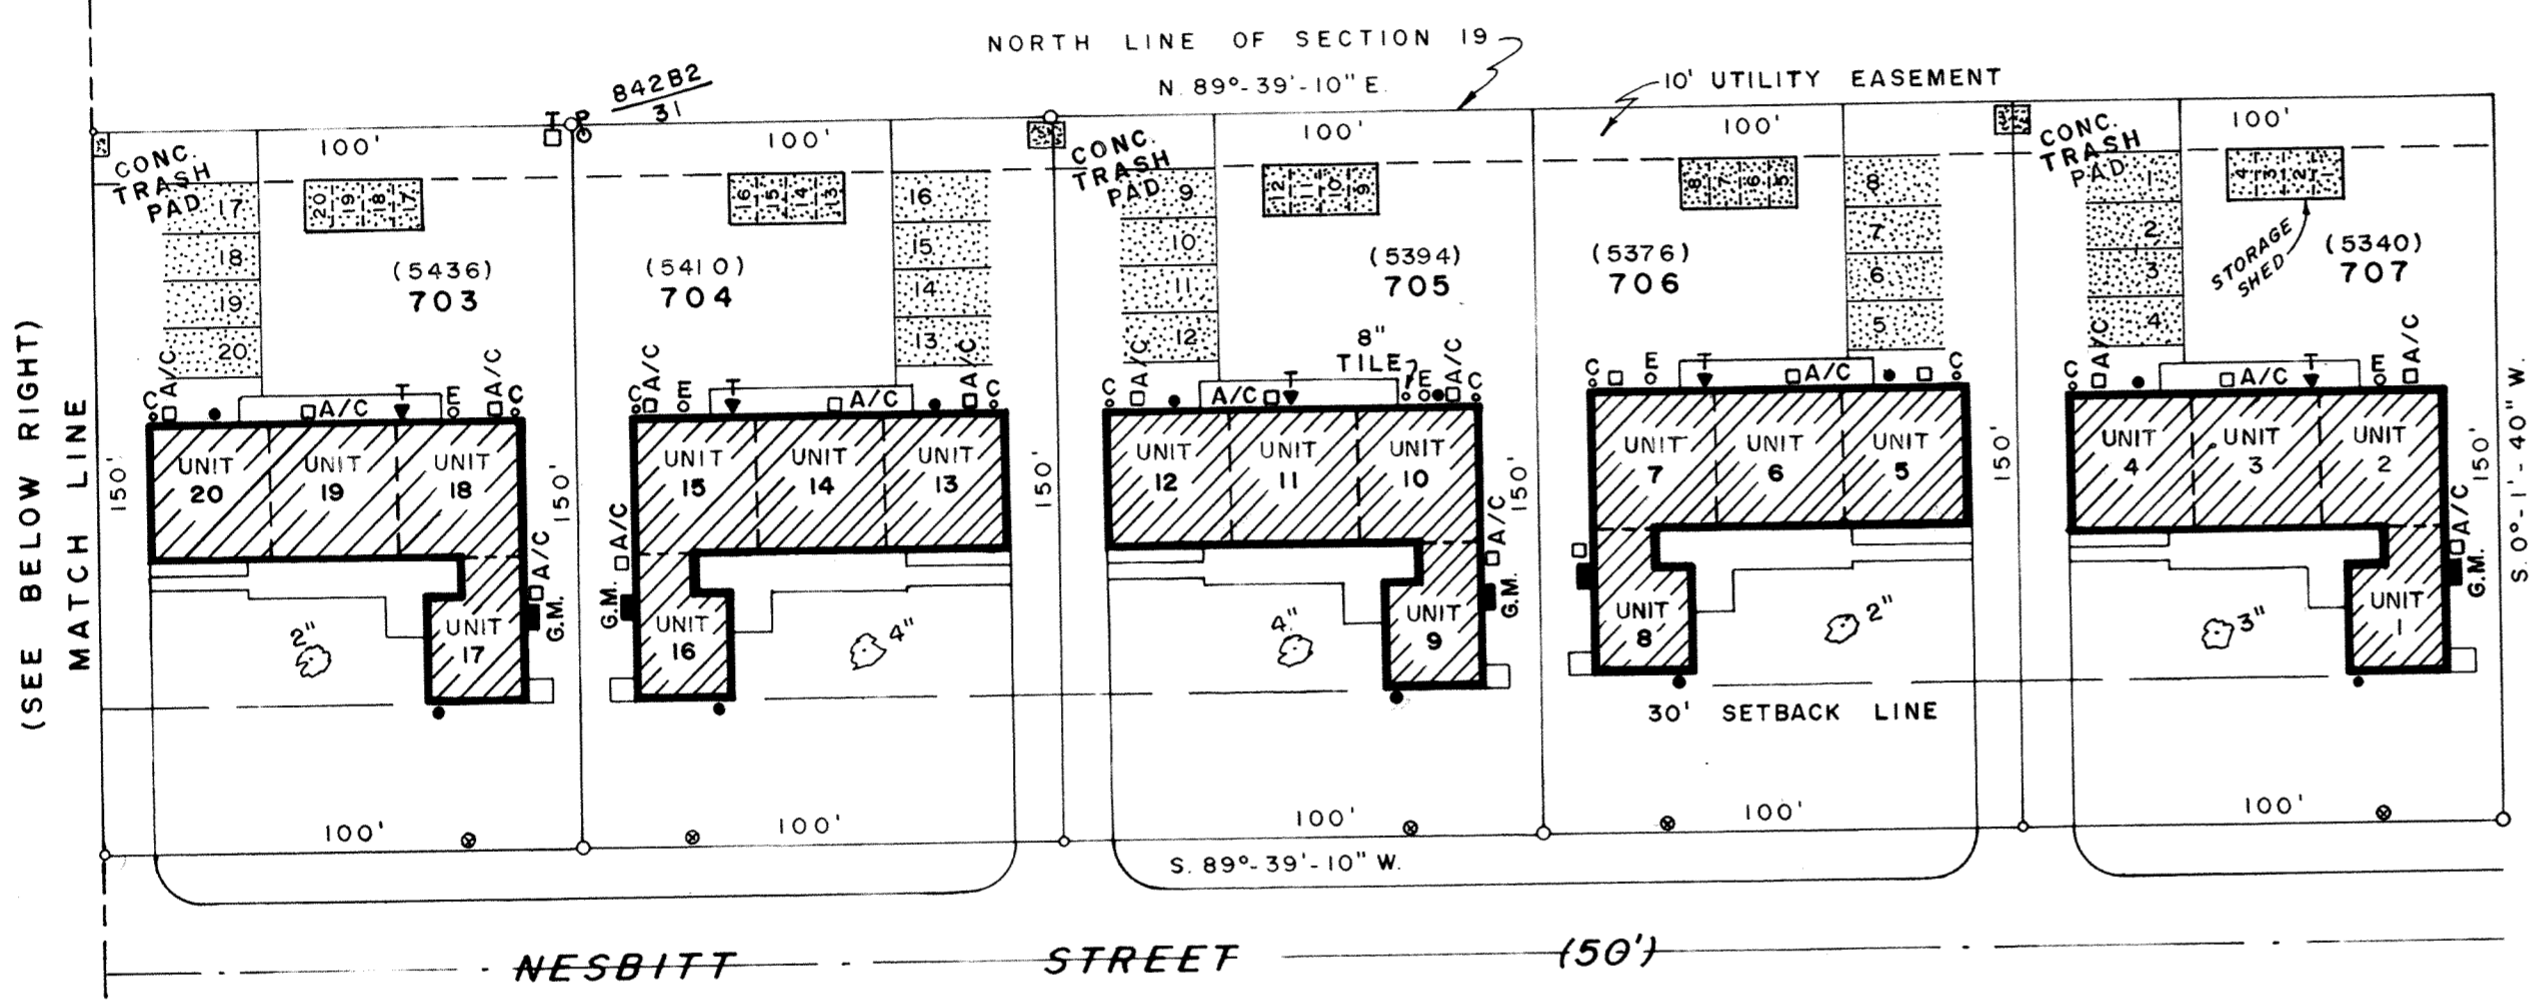 NORTH LINE OF SECTION 19
N. 89°-39'-10" E.
10' UTILITY EASEMENT
842B2
31
T P
100' 100' 100' 100' 100'
CONC.
TRASH
PAD
CONC.
TRASH
PAD
CONC.
TRASH
PAD
17
18
19
20
20 19 18 17
(5436)
703
16 15 14 13
16
15
14
13
(5410)
704
9
10
11
12
12 11 10 9
(5394)
705
8"
TILE
8 7 6 5
8
7
6
5
(5376)
706
1
2
3
4
4 3 2 1
STORAGE
SHED
(5340)
707
C A/C A/C T E A/C C
C A/C E T A/C A/C C
C A/C A/C T E A/C C
C E T A/C C
C A/C A/C T E A/C
UNIT
20
UNIT
19
UNIT
18
UNIT
17
A/C
G.M.
UNIT
15
UNIT
14
UNIT
13
UNIT
16
A/C
G.M.
UNIT
12
UNIT
11
UNIT
10
UNIT
9
A/C
G.M.
UNIT
7
UNIT
6
UNIT
5
UNIT
8
UNIT
4
UNIT
3
UNIT
2
UNIT
1
A/C
G.M.
150' 150' 150' 150' 150' 150'
S. 0°-1'-40" W.
(SEE BELOW RIGHT)
MATCH LINE
2" 4" 4" 2" 3"
30' SETBACK LINE
100' 100' 100' 100' 100'
S. 89°-39'-10" W.
NESBITT STREET (50')